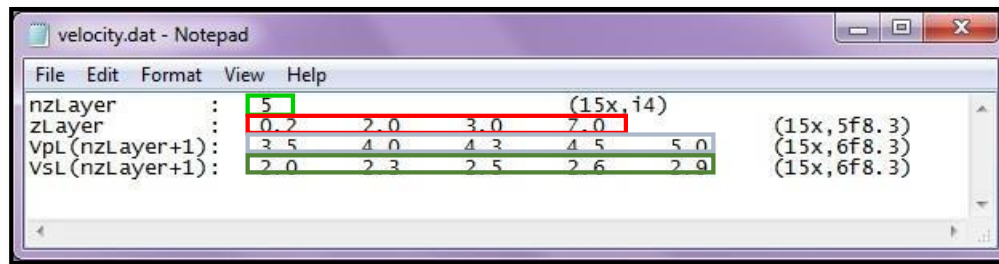 velocity.dat - Notepad
File Edit Format View Help
nzLayer : 5 (15x,i4)
zLayer : 0.2 2.0 3.0 7.0 (15x,5f8.3)
VpL(nzLayer+1): 3.5 4.0 4.3 4.5 5.0 (15x,6f8.3)
VsL(nzLayer+1): 2.0 2.3 2.5 2.6 2.9 (15x,6f8.3)